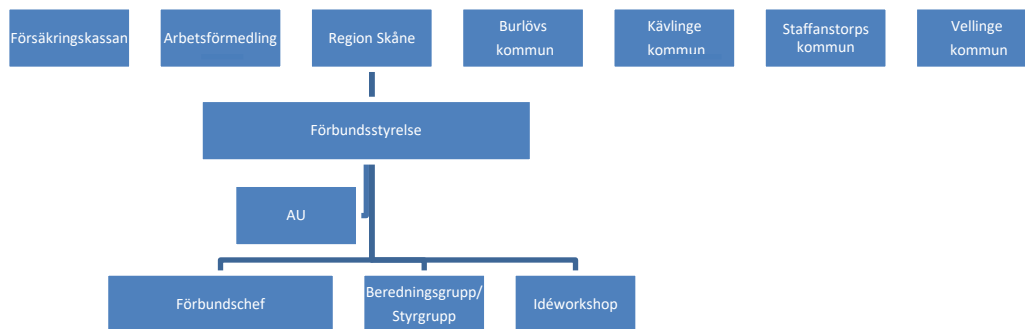 Försäkringskassan
Arbetsförmedling
Region Skåne
Burlövs
kommun
Kävlinge
kommun
Staffanstorps
kommun
Vellinge
kommun
Förbundsstyrelse
AU
Förbundschef
Beredningsgrupp/
Styrgrupp
Idéworkshop